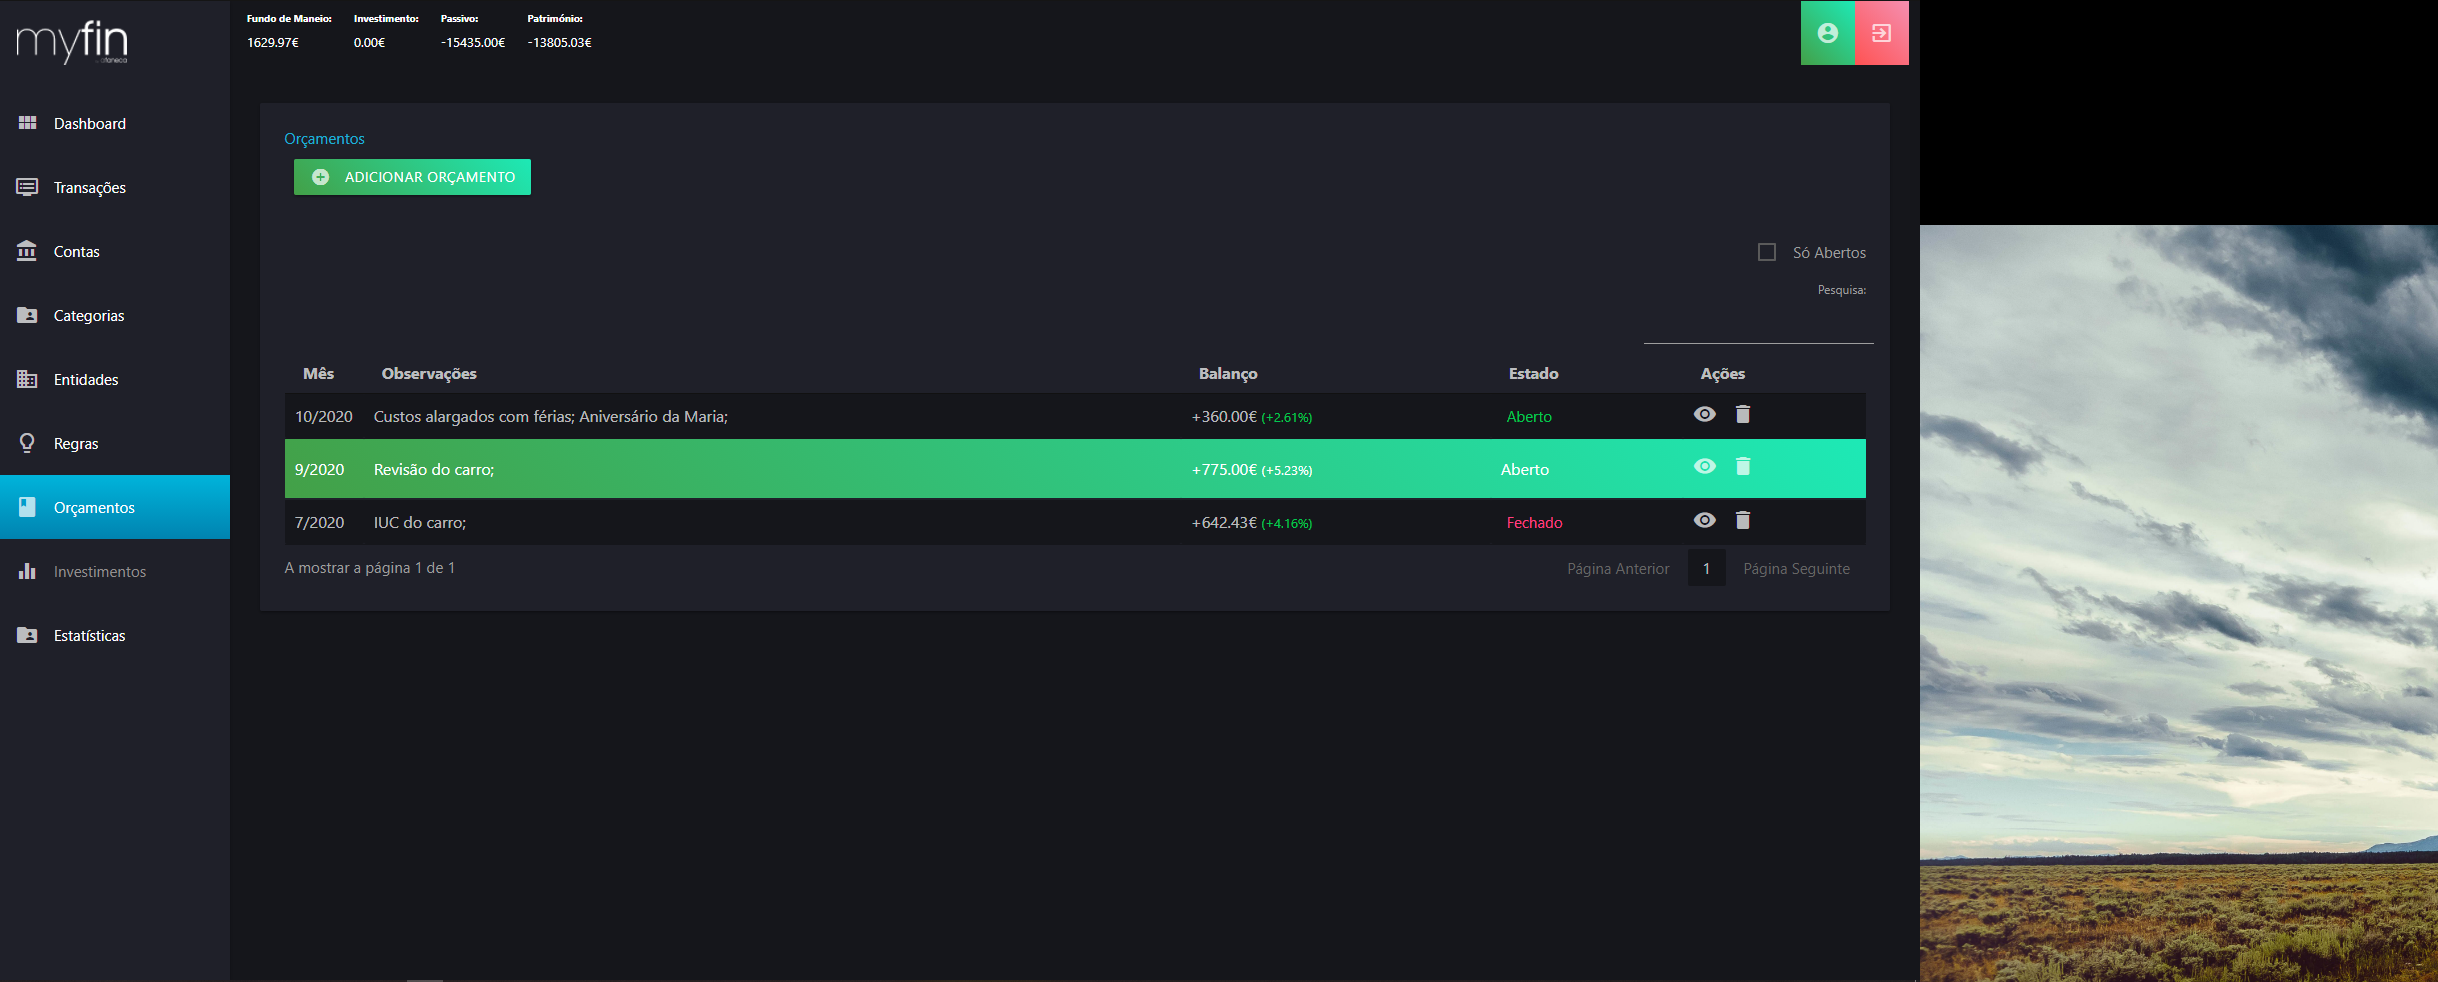 myfin
Fundo de Maneio: Investimento: Passivo: Património:
1629.97€ 0.00€ -15435.00€ -13805.03€
Dashboard
Transações
Contas
Categorias
Entidades
Regras
Orçamentos
Investimentos
Estatísticas
Orçamentos
ADICIONAR ORÇAMENTO
Só Abertos
Pesquisa:
Mês Observações Balanço Estado Ações
10/2020 Custos alargados com férias; Aniversário da Maria; +360.00€ (+2.61%) Aberto
9/2020 Revisão do carro; +775.00€ (+5.23%) Aberto
7/2020 IUC do carro; +642.43€ (+4.16%) Fechado
A mostrar a página 1 de 1
Página Anterior 1 Página Seguinte